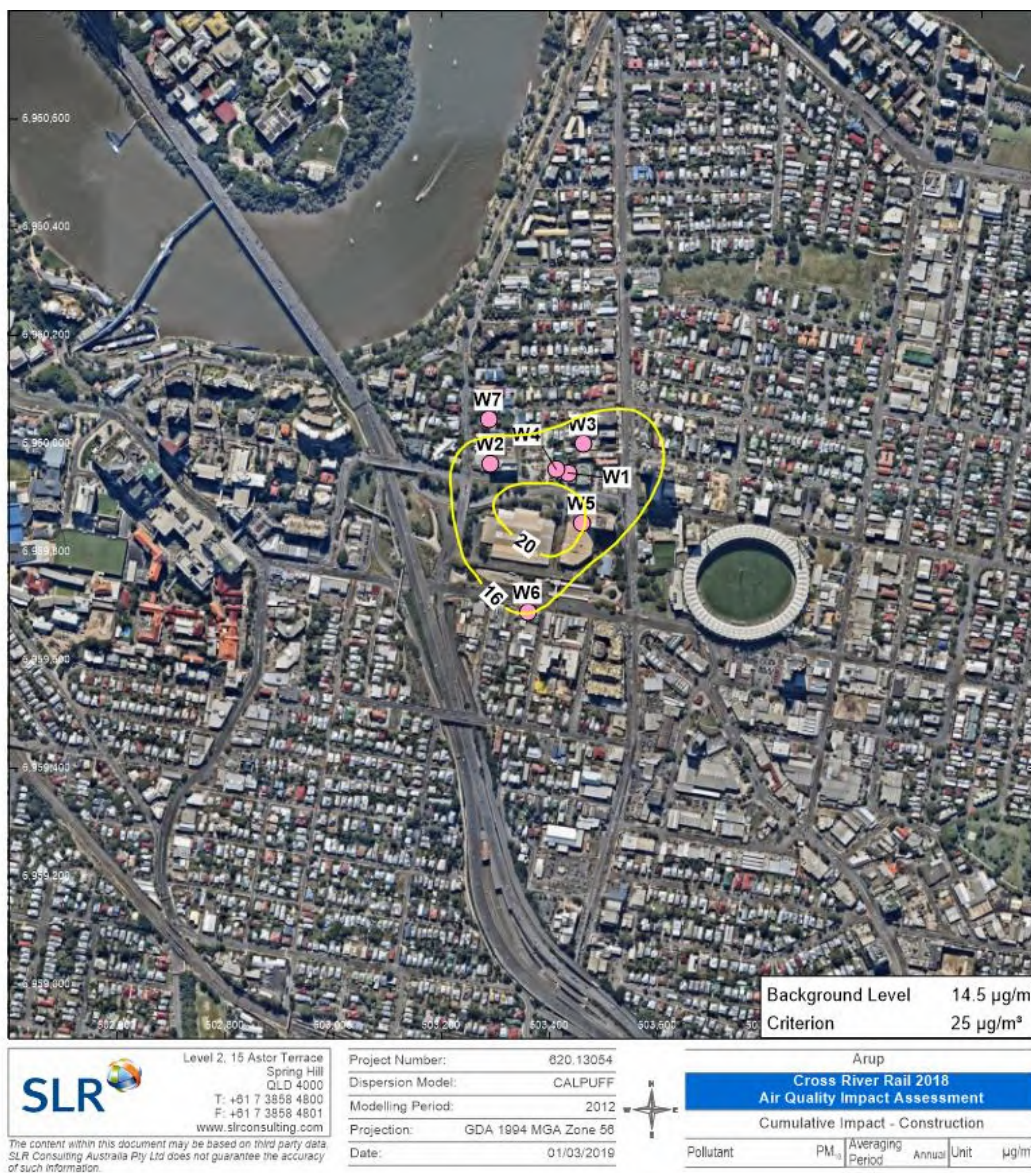 6,960,600
6,960,400
6,960,200
W7
W4 W3
6,960,000
W2
W1
W5
20
6,959,800
16
W6
6,959,600
6,959,400
6,959,200
6,959,000
502,800 503,000 503,200 503,400 503,600
Background Level 14.5 µg/m
Criterion 25 µg/m³
SLR
Level 2, 15 Astor Terrace
Spring Hill
QLD 4000
T: +61 7 3858 4800
F: +61 7 3858 4801
www.slrconsulting.com
The content within this document may be based on third party data.
SLR Consulting Australia Pty Ltd does not guarantee the accuracy
of such information.
Project Number: 620.13054
Dispersion Model: CALPUFF
Modelling Period: 2012
Projection: GDA 1994 MGA Zone 56
Date: 01/03/2019
N
W E
S
Arup
Cross River Rail 2018
Air Quality Impact Assessment
Cumulative Impact - Construction
Pollutant PM₁₀ Averaging Period Annual Unit µg/m